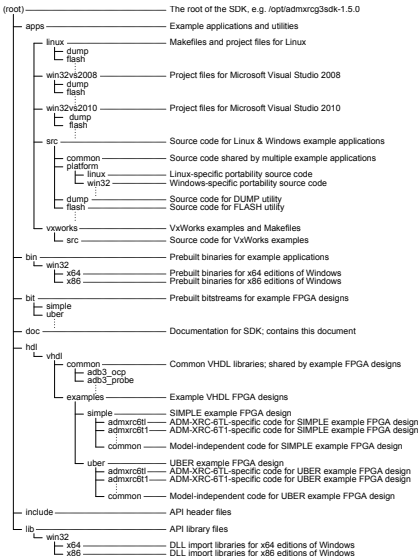 (root) The root of the SDK, e.g. /opt/admxrcg3sdk-1.5.0
apps Example applications and utilities
linux Makefiles and project files for Linux
dump
flash
win32vs2008 Project files for Microsoft Visual Studio 2008
dump
flash
win32vs2010 Project files for Microsoft Visual Studio 2010
dump
flash
src Source code for Linux & Windows example applications
common Source code shared by multiple example applications
platform
linux Linux-specific portability source code
win32 Windows-specific portability source code
dump Source code for DUMP utility
flash Source code for FLASH utility
vxworks VxWorks examples and Makefiles
src Source code for VxWorks examples
bin Prebuilt binaries for example applications
win32
x64 Prebuilt binaries for x64 editions of Windows
x86 Prebuilt binaries for x86 editions of Windows
bit Prebuilt bitstreams for example FPGA designs
simple
uber
doc Documentation for SDK; contains this document
hdl
vhdl
common Common VHDL libraries; shared by example FPGA designs
adb3_ocp
adb3_probe
examples Example VHDL FPGA designs
simple SIMPLE example FPGA design
admxrc6tl ADM-XRC-6TL-specific code for SIMPLE example FPGA design
admxrc6t1 ADM-XRC-6T1-specific code for SIMPLE example FPGA design
common Model-independent code for SIMPLE example FPGA design
uber UBER example FPGA design
admxrc6tl ADM-XRC-6TL-specific code for UBER example FPGA design
admxrc6t1 ADM-XRC-6T1-specific code for UBER example FPGA design
common Model-independent code for UBER example FPGA design
include API header files
lib API library files
win32
x64 DLL import libraries for x64 editions of Windows
x86 DLL import libraries for x86 editions of Windows